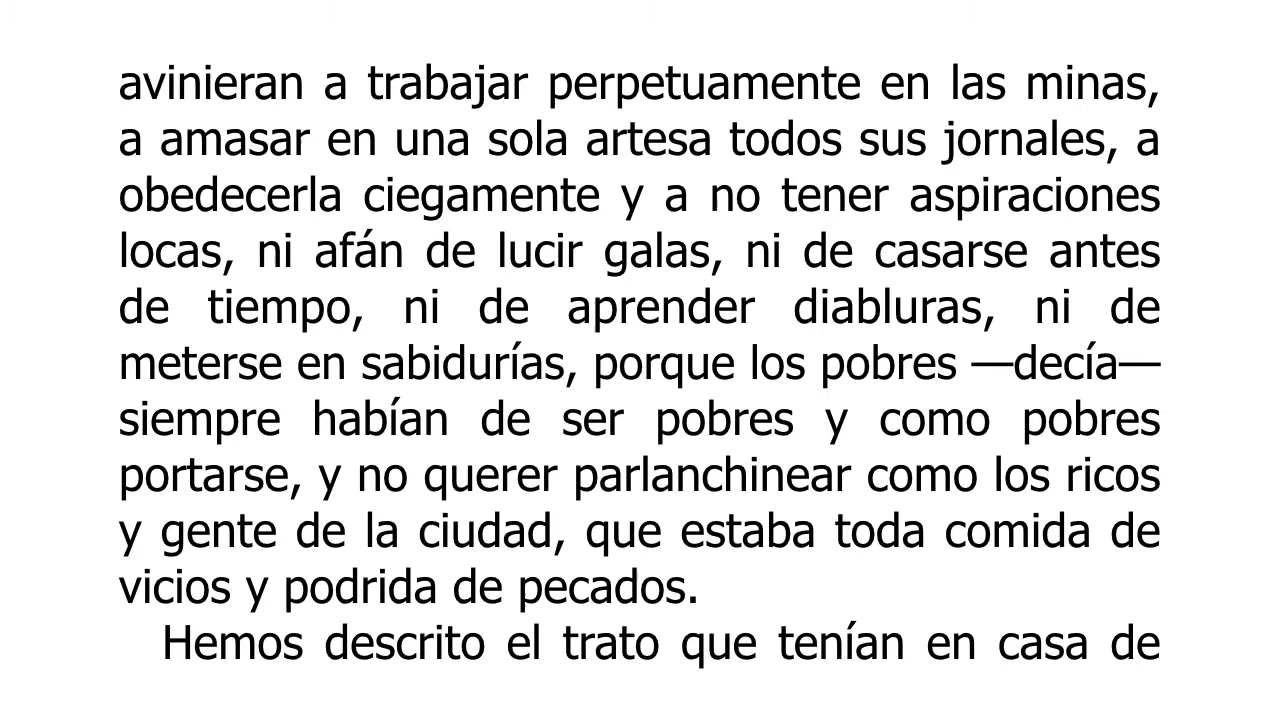 avinieran a trabajar perpetuamente en las minas,
a amasar en una sola artesa todos sus jornales, a
obedecerla ciegamente y a no tener aspiraciones
locas, ni afán de lucir galas, ni de casarse antes
de tiempo, ni de aprender diabluras, ni de
meterse en sabidurías, porque los pobres —decía—
siempre habían de ser pobres y como pobres
portarse, y no querer parlanchinear como los ricos
y gente de la ciudad, que estaba toda comida de
vicios y podrida de pecados.
Hemos descrito el trato que tenían en casa de